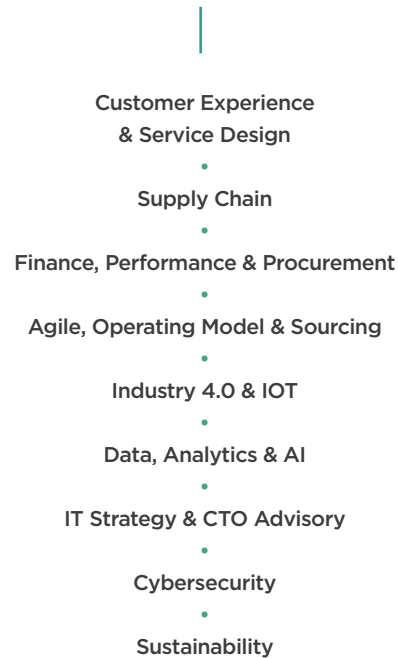 Customer Experience
& Service Design
•
Supply Chain
•
Finance, Performance & Procurement
•
Agile, Operating Model & Sourcing
•
Industry 4.0 & IOT
•
Data, Analytics & AI
•
IT Strategy & CTO Advisory
•
Cybersecurity
•
Sustainability